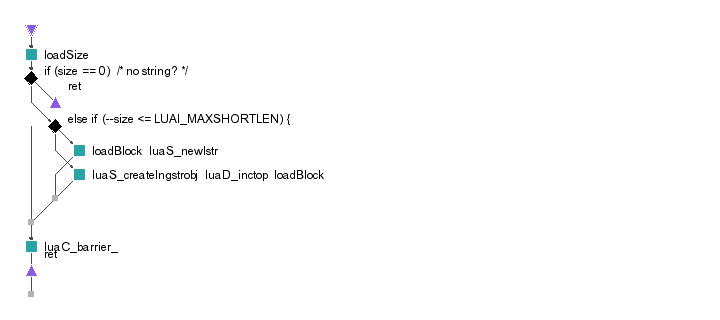 loadSize
if (size == 0)  /* no string? */
ret
else if (--size <= LUAI_MAXSHORTLEN) {
loadBlock  luaS_newlstr
luaS_createlngstrobj  luaD_inctop  loadBlock
luaC_barrier_
ret